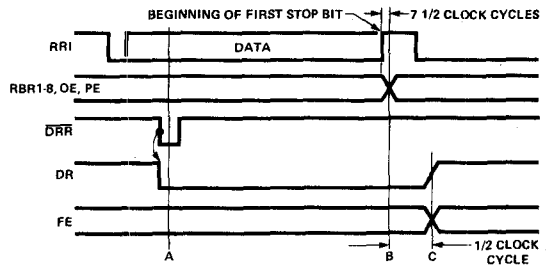 BEGINNING OF FIRST STOP BIT
7 1/2 CLOCK CYCLES
RRI
DATA
RBR1-8, OE, PE
DRR
DR
FE
A
B
C
1/2 CLOCK
CYCLE